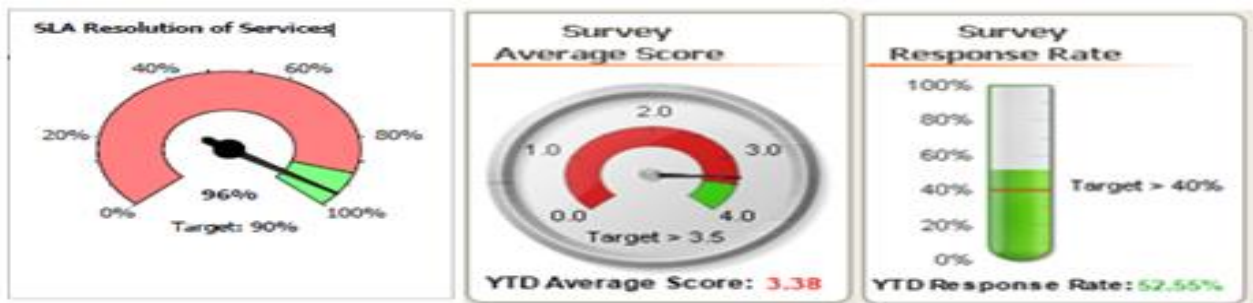 SLA Resolution of Services
40% 60%
20% 80%
96%
0% 100%
Target: 90%
Survey
Average Score
2.0
1.0 3.0
0.0 4.0
Target > 3.5
YTD Average Score: 3.38
Survey
Response Rate
100%
80%
60%
40% Target > 40%
20%
0%
YTD Response Rate: 52.55%